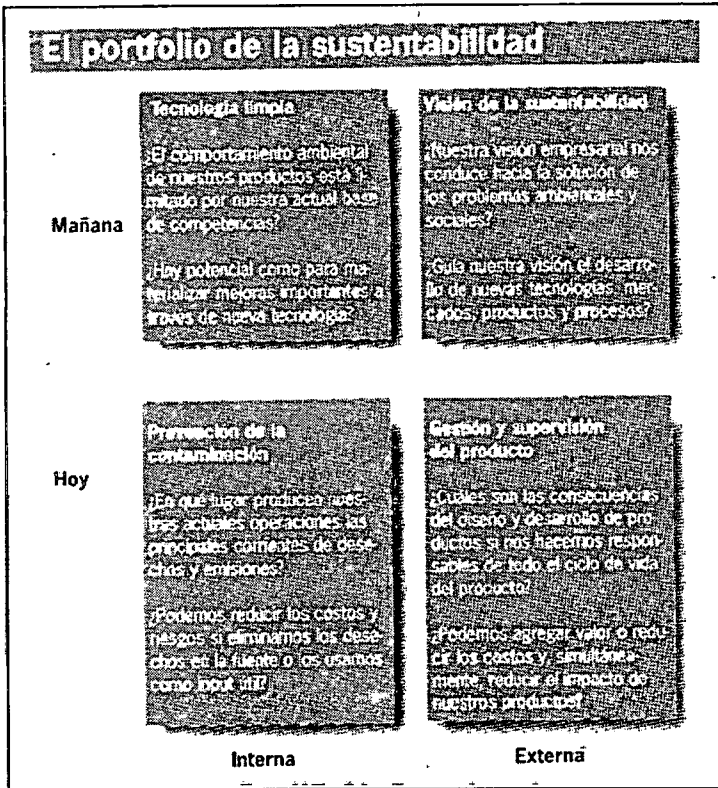 El portfolio de la sustentabilidad
Tecnología limpia
¿El comportamiento ambiental
de nuestros productos está li-
mitado por nuestra actual base
de competencias?
¿Hay potencial como para ma-
terializar mejoras importantes a
través de nueva tecnología?
Visión de la sustentabilidad
¿Nuestra visión empresarial nos
conduce hacia la solución de
los problemas ambientales y
sociales?
¿Guía nuestra visión el desarro-
llo de nuevas tecnologías, mer-
cados, productos y procesos?
Mañana
Prevención de la
contaminación
¿En qué lugar producen nues-
tras actuales operaciones las
principales corrientes de dese-
chos y emisiones?
¿Podemos reducir los costos y
riesgos si eliminamos los dese-
chos en la fuente o los usamos
como input útil?
Gestión y supervisión
del producto
¿Cuáles son las consecuencias
del diseño y desarrollo de pro-
ductos si nos hacemos respon-
sables de todo el ciclo de vida
del producto?
¿Podemos agregar valor o redu-
cir los costos y, simultánea-
mente, reducir el impacto de
nuestros productos?
Hoy
Interna
Externa